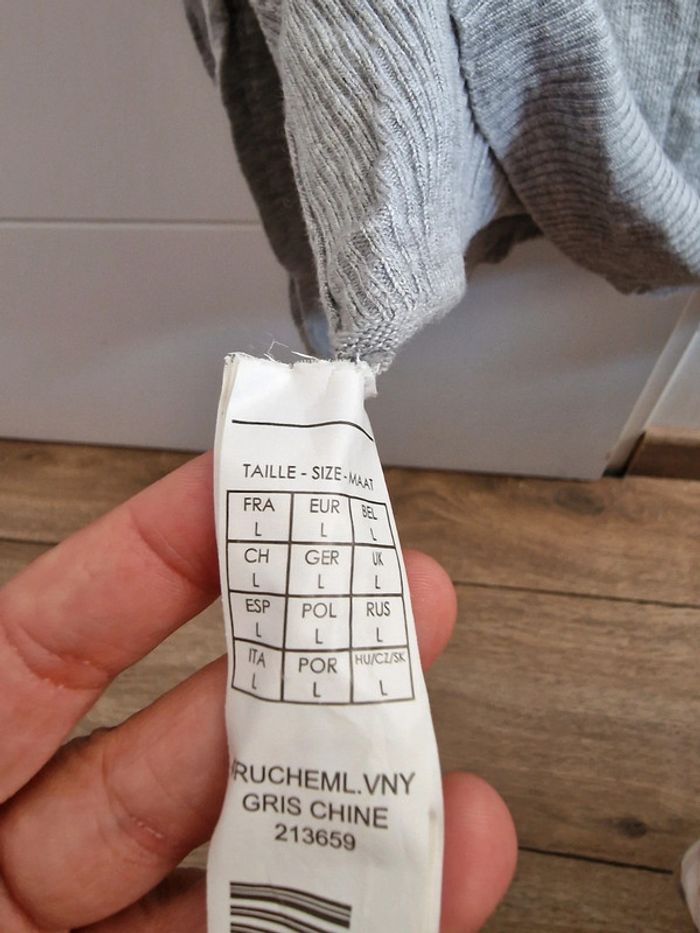 TAILLE - SIZE - MAAT
FRA EUR BEL
L L L
CH GER UK
L L L
ESP POL RUS
L L L
ITA POR HU/CZ/SK
L L L
RUCHEML.VNY
GRIS CHINE
213659